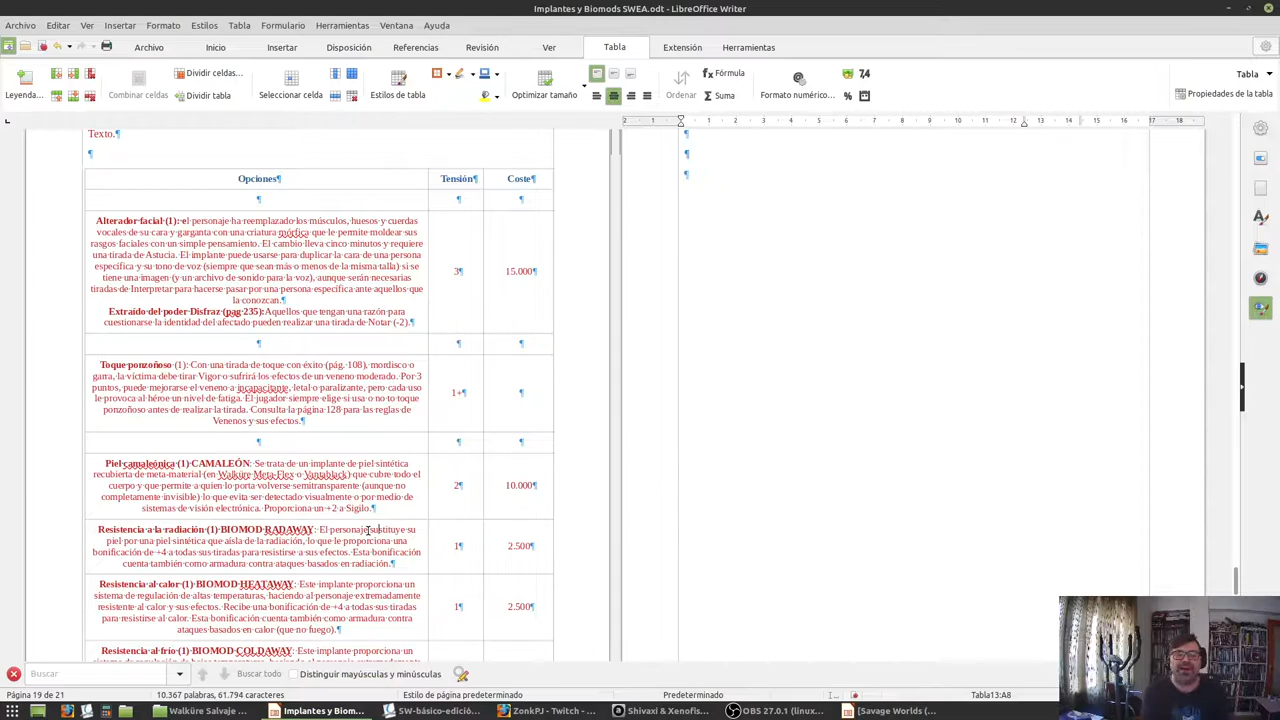 Implantes y Biomods SWEA.odt - LibreOffice Writer
Archivo Editar Ver Insertar Formato Estilos Tabla Formulario Herramientas Ventana Ayuda
Archivo Inicio Insertar Disposición Referencias Revisión Ver Tabla Extensión Herramientas
Leyenda... Combinar celdas Dividir celdas... Dividir tabla Seleccionar celda Estilos de tabla Optimizar tamaño Ordenar Fórmula Suma Formato numérico... Tabla Propiedades de la tabla
2 1 1 2 3 4 5 6 7 8 9 10 11 12 13 14 15 16 17 18
Texto.¶
¶
Opciones¶ Tensión¶ Coste¶
¶ ¶ ¶
Alterador·facial·(1):·el·personaje·ha·reemplazado·los·músculos,·huesos·y·cuerdas·
vocales·de·su·cara·y·garganta·con·una·criatura·mórfica·que·le·permite·moldear·sus·
rasgos·faciales·con·un·simple·pensamiento.·El·cambio·lleva·cinco·minutos·y·requiere·
una·tirada·de·Astucia.·El·implante·puede·usarse·para·duplicar·la·cara·de·una·persona·
específica·y·su·tono·de·voz·(siempre·que·sean·más·o·menos·de·la·misma·talla)·si·se·
tiene·una·imagen·(y·un·archivo·de·sonido·para·la·voz),·aunque·serán·necesarias·
tiradas·de·Interpretar·para·hacerse·pasar·por·una·persona·específica·ante·aquellos·que·
la·conozcan.¶
3¶ 15.000¶
Extraído·del·poder·Disfraz·(pag·235):Aquellos·que·tengan·una·razón·para·
cuestionarse·la·identidad·del·afectado·pueden·realizar·una·tirada·de·Notar·(-2).¶
¶ ¶ ¶
Toque·ponzoñoso·(1):·Con·una·tirada·de·toque·con·éxito·(pág.·108),·mordisco·o·
garra,·la·víctima·debe·tirar·Vigor·o·sufrirá·los·efectos·de·un·veneno·moderado.·Por·3·
puntos,·puede·mejorarse·el·veneno·a·incapacitante,·letal·o·paralizante,·pero·cada·uso·
le·provoca·al·héroe·un·nivel·de·fatiga.·El·jugador·siempre·elige·si·usa·o·no·toque·
ponzoñoso·antes·de·realizar·la·tirada.·Consulta·la·página·128·para·las·reglas·de·
Venenos·y·sus·efectos.¶
1+¶ ¶
¶ ¶ ¶
Piel·camaleónica·(1)·CAMALEÓN:·Se·trata·de·un·implante·de·piel·sintética·
recubierta·de·meta-material·(en·Walküre·Meta-Flex·o·Vantablack)·que·cubre·todo·el·
cuerpo·y·que·permite·a·quien·lo·porta·volverse·semitransparente·(aunque·no·
completamente·invisible)·lo·que·evita·ser·detectado·visualmente·o·por·medio·de·
sistemas·de·visión·electrónica.·Proporciona·un·+2·a·Sigilo.¶
2¶ 10.000¶
Resistencia·a·la·radiación·(1)·BIOMOD·RADAWAY:·El·personaje·sustituye·su·
piel·por·una·piel·sintética·que·aísla·de·la·radiación,·lo·que·le·proporciona·una·
bonificación·de·+4·a·todas·sus·tiradas·para·resistirse·a·sus·efectos.·Esta·bonificación·
cuenta·también·como·armadura·contra·ataques·basados·en·radiación.¶
1¶ 2.500¶
Resistencia·al·calor·(1)·BIOMOD·HEATAWAY:·Este·implante·proporciona·un·
sistema·de·regulación·de·altas·temperaturas,·haciendo·al·personaje·extremadamente·
resistente·al·calor·y·sus·efectos.·Recibe·una·bonificación·de·+4·a·todas·sus·tiradas·
para·resistirse·al·calor.·Esta·bonificación·cuenta·también·como·armadura·contra·
ataques·basados·en·calor·(que·no·fuego).¶
1¶ 2.500¶
Resistencia·al·frío·(1)·BIOMOD·COLDAWAY:·Este·implante·proporciona·un·
¶
¶
¶
Buscar Buscar todo Distinguir mayúsculas y minúsculas
Página 19 de 21 10.367 palabras, 61.794 caracteres Estilo de página predeterminado Predeterminado Tabla13:A8
Walküre Salvaje ... Implantes y Biom... SW-básico-edició... ZonkPJ - Twitch - ... Shivaxi & Xenofis... OBS 27.0.1 (linux... [Savage Worlds (...